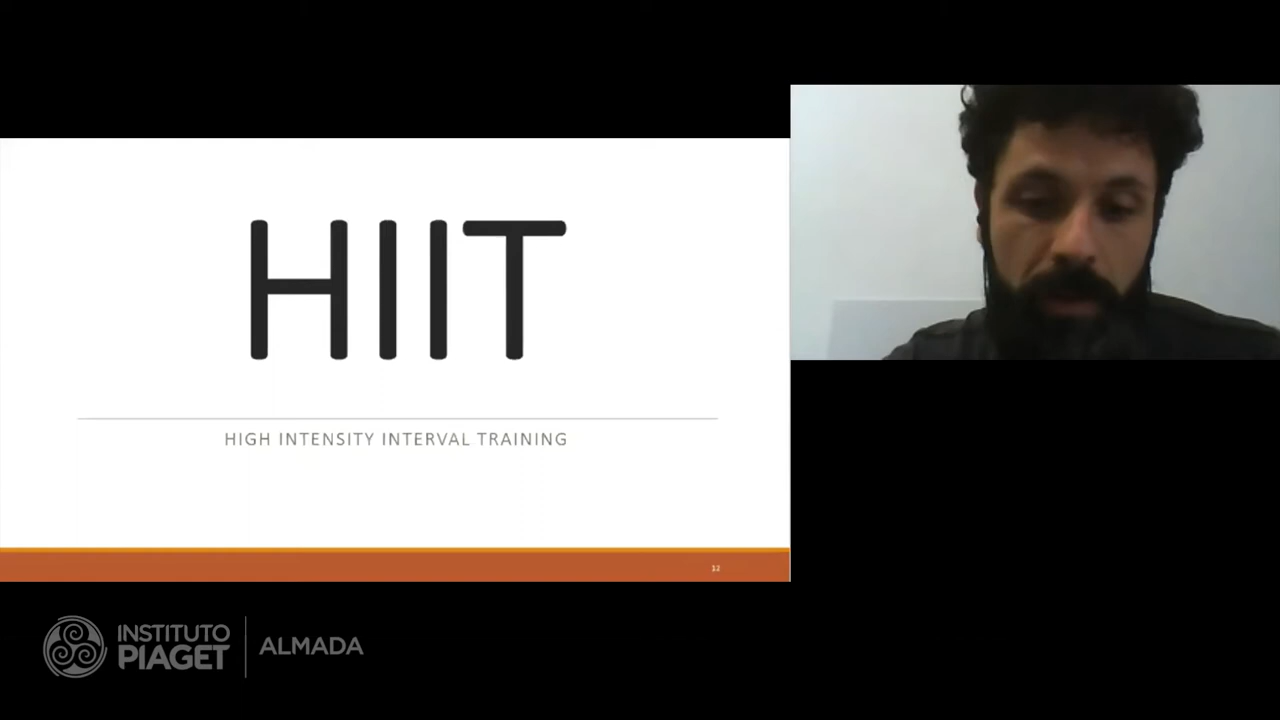 HIIT
HIGH INTENSITY INTERVAL TRAINING
12
INSTITUTO
PIAGET
ALMADA